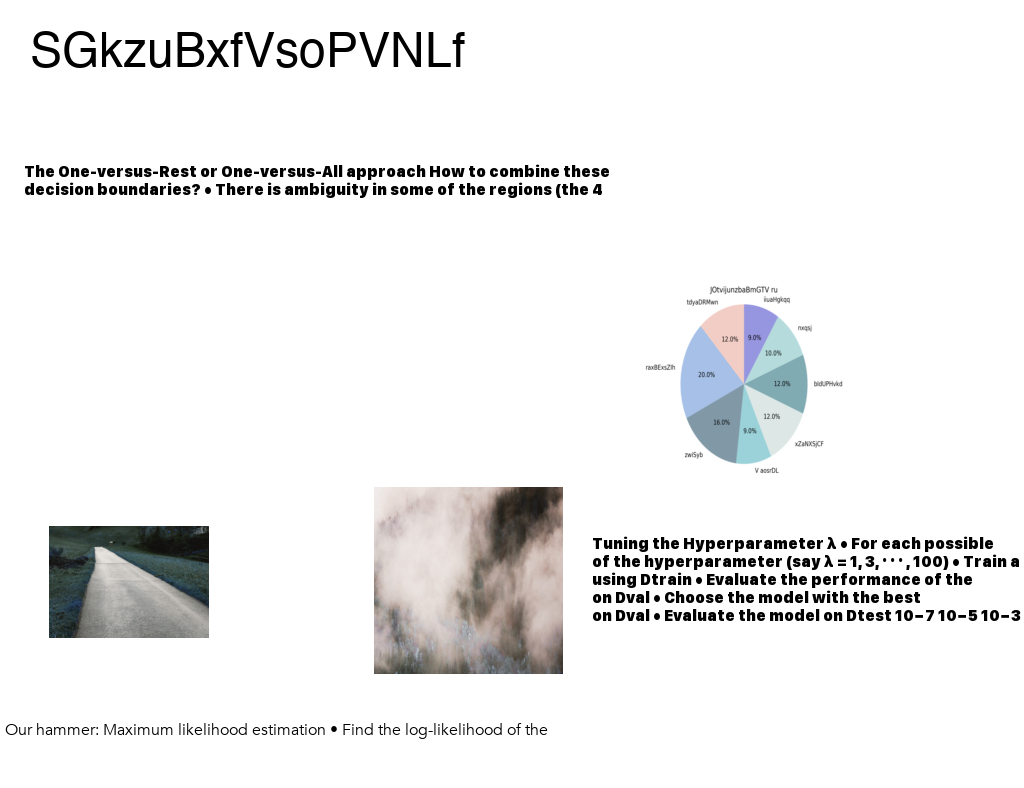 SGkzuBxfVsoPVNLf
The One-versus-Rest or One-versus-All approach How to combine these
decision boundaries? • There is ambiguity in some of the regions (the 4
JOtvijunzbaBmGTV ru
tdyaDRMwn
iiuaHgkqq
nxqsj
raxBExsZlh
bldUPHvkd
xZaNXSjCF
zwiSyb
V aosrDL
12.0%
9.0%
10.0%
20.0%
12.0%
12.0%
16.0%
9.0%
Tuning the Hyperparameter λ • For each possible
of the hyperparameter (say λ = 1, 3, · · · , 100) • Train a
using Dtrain • Evaluate the performance of the
on Dval • Choose the model with the best
on Dval • Evaluate the model on Dtest 10−7 10−5 10−3
Our hammer: Maximum likelihood estimation • Find the log-likelihood of the